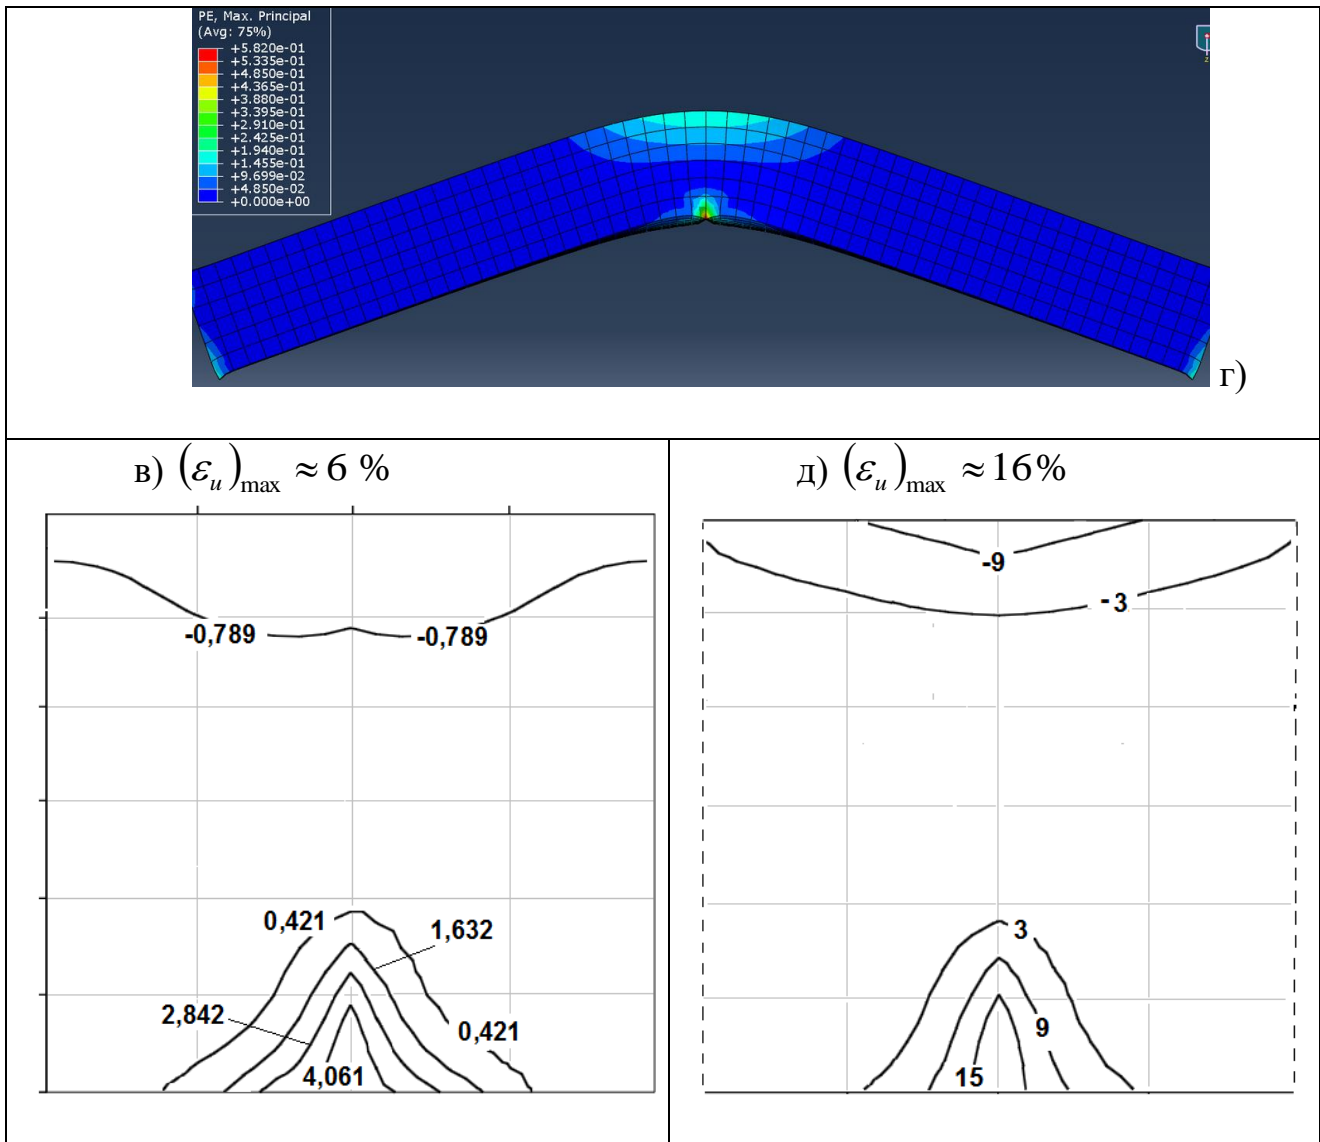 PE, Max. Principal
(Avg: 75%)
+5.820e-01
+5.335e-01
+4.850e-01
+4.365e-01
+3.880e-01
+3.395e-01
+2.910e-01
+2.425e-01
+1.940e-01
+1.455e-01
+9.699e-02
+4.850e-02
+0.000e+00
z
г)
в) (εᵤ)max ≈ 6 %
-0,789
-0,789
0,421
1,632
2,842
0,421
4,061
д) (εᵤ)max ≈ 16%
-9
-3
3
9
15